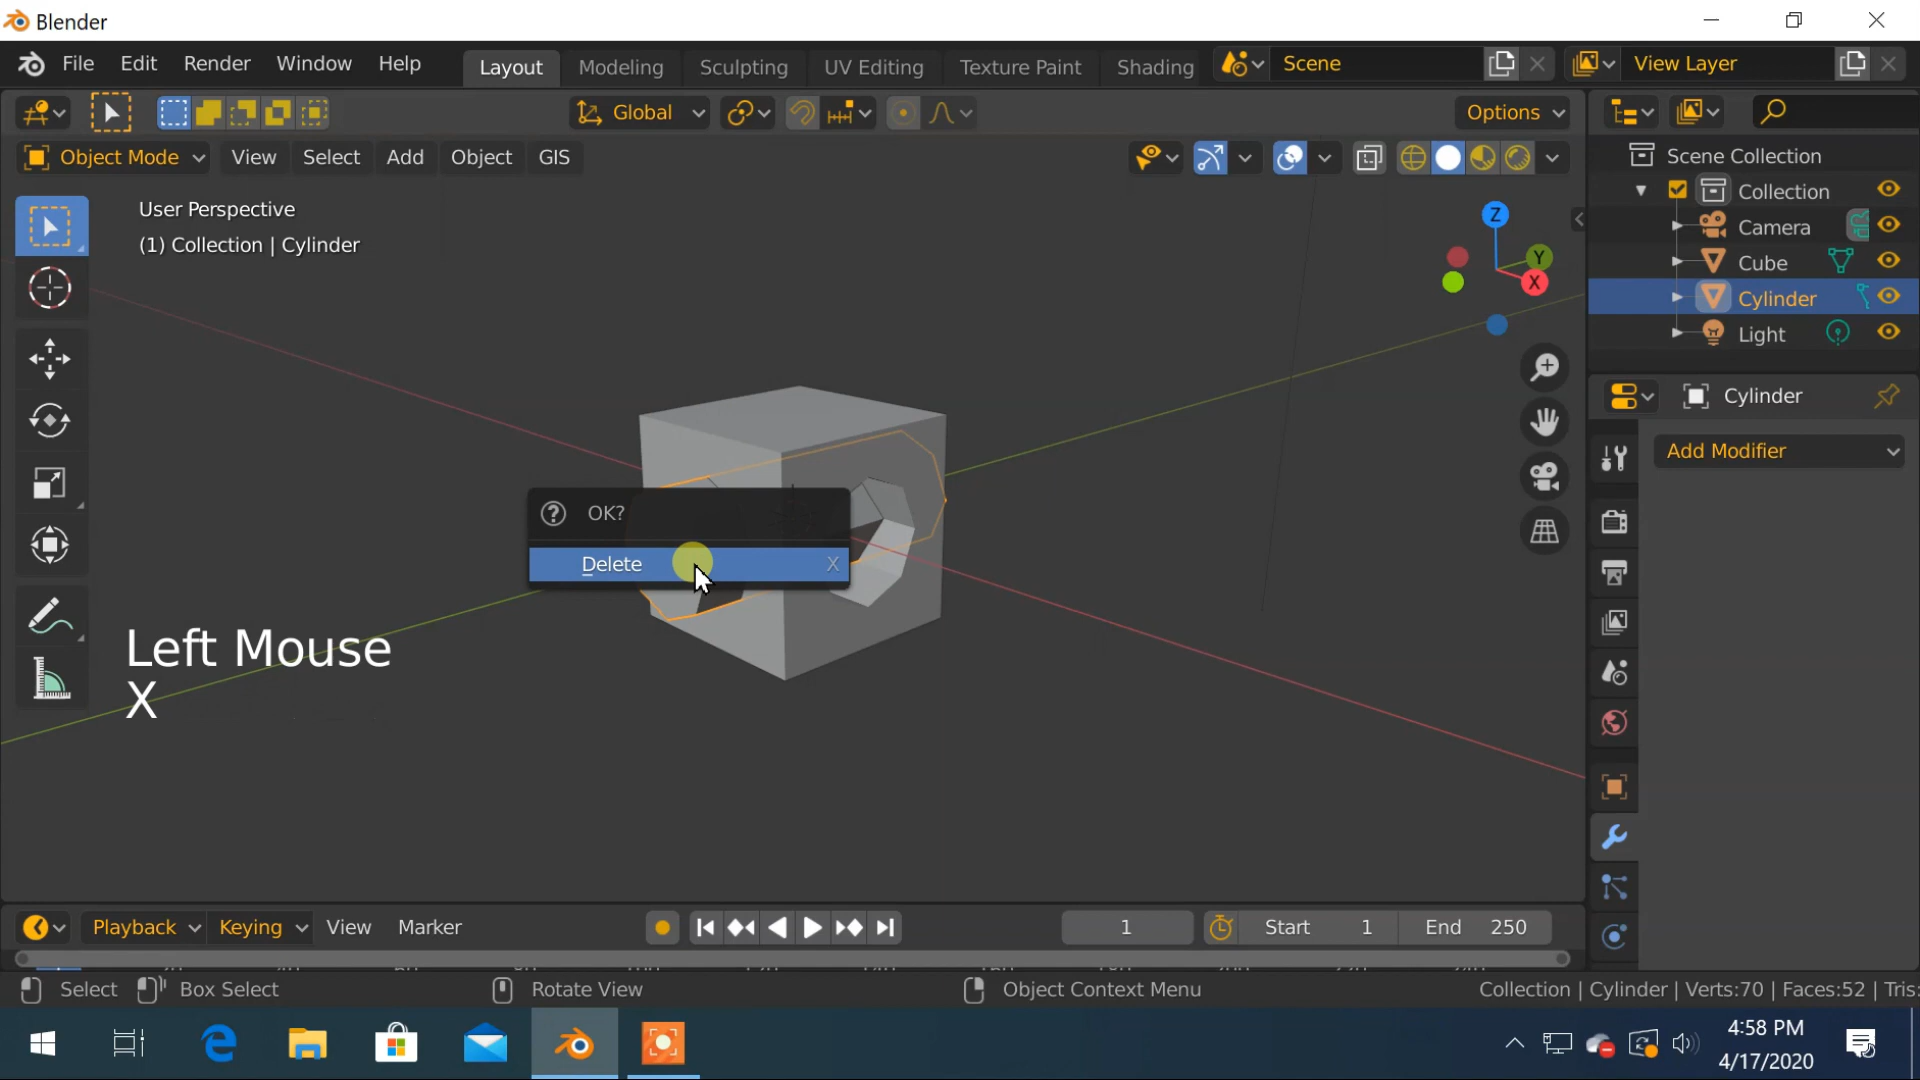 Blender
File Edit Render Window Help Layout Modeling Sculpting UV Editing Texture Paint Shading Scene View Layer
Global Options
Object Mode View Select Add Object GIS
User Perspective
(1) Collection | Cylinder
Z
Y
X
Scene Collection
Collection
Camera
Cube
Cylinder
Light
Cylinder
Add Modifier
OK?
Delete X
Left Mouse
X
Playback Keying View Marker 1 Start 1 End 250
Select Box Select Rotate View Object Context Menu Collection | Cylinder | Verts:70 | Faces:52 | Tris:
4:58 PM
4/17/2020